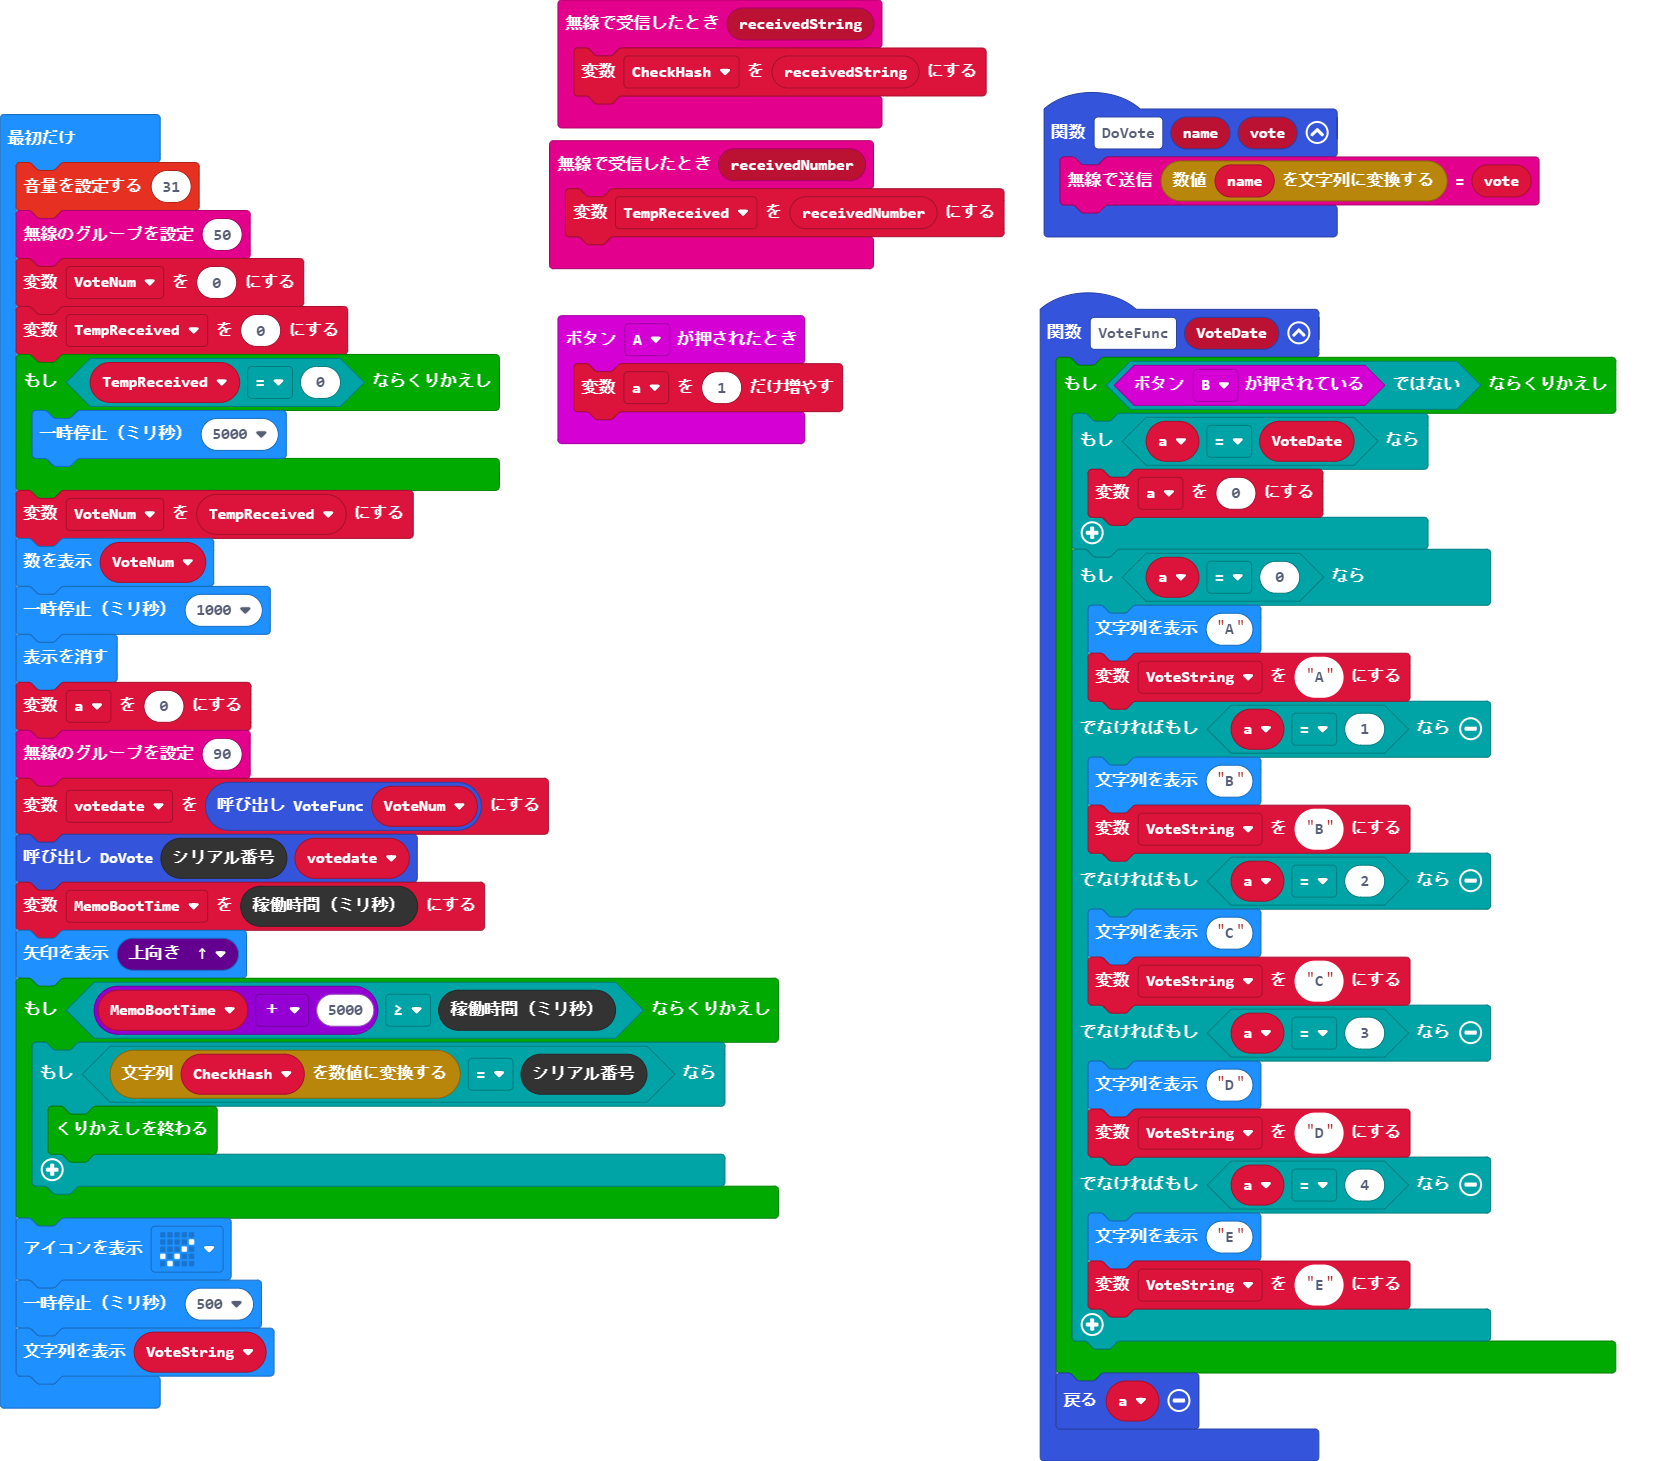 最初だけ
音量を設定する 31
無線のグループを設定 50
変数 VoteNum を 0 にする
変数 TempReceived を 0 にする
もし TempReceived = 0 ならくりかえし
一時停止（ミリ秒） 5000
変数 VoteNum を TempReceived にする
数を表示 VoteNum
一時停止（ミリ秒） 1000
表示を消す
変数 a を 0 にする
無線のグループを設定 90
変数 votedate を 呼び出し VoteFunc VoteNum にする
呼び出し DoVote シリアル番号 votedate
変数 MemoBootTime を 稼働時間（ミリ秒） にする
矢印を表示 上向き ↑
もし MemoBootTime + 5000 ≥ 稼働時間（ミリ秒） ならくりかえし
もし 文字列 CheckHash を数値に変換する = シリアル番号 なら
くりかえしを終わる
アイコンを表示
一時停止（ミリ秒） 500
文字列を表示 VoteString
無線で受信したとき receivedString
変数 CheckHash を receivedString にする
無線で受信したとき receivedNumber
変数 TempReceived を receivedNumber にする
ボタン A が押されたとき
変数 a を 1 だけ増やす
関数 DoVote name vote
無線で送信 数値 name を文字列に変換する = vote
関数 VoteFunc VoteDate
もし ボタン B が押されている ではない ならくりかえし
もし a = VoteDate なら
変数 a を 0 にする
もし a = 0 なら
文字列を表示 "A"
変数 VoteString を "A" にする
でなければもし a = 1 なら
文字列を表示 "B"
変数 VoteString を "B" にする
でなければもし a = 2 なら
文字列を表示 "C"
変数 VoteString を "C" にする
でなければもし a = 3 なら
文字列を表示 "D"
変数 VoteString を "D" にする
でなければもし a = 4 なら
文字列を表示 "E"
変数 VoteString を "E" にする
戻る a